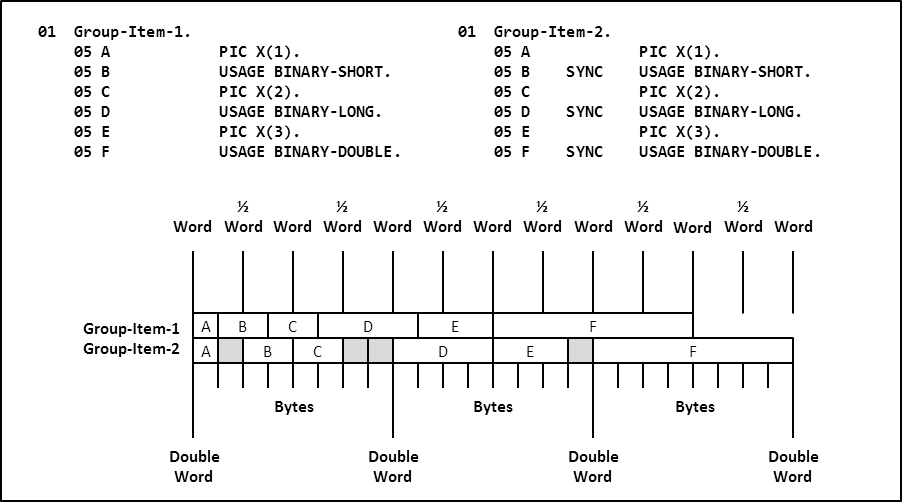 01 Group-Item-1.
05 A PIC X(1).
05 B USAGE BINARY-SHORT.
05 C PIC X(2).
05 D USAGE BINARY-LONG.
05 E PIC X(3).
05 F USAGE BINARY-DOUBLE.
01 Group-Item-2.
05 A PIC X(1).
05 B SYNC USAGE BINARY-SHORT.
05 C PIC X(2).
05 D SYNC USAGE BINARY-LONG.
05 E PIC X(3).
05 F SYNC USAGE BINARY-DOUBLE.
½ ½ ½ ½ ½ ½
Word Word Word Word Word Word Word Word Word Word Word Word Word
Group-Item-1 A B C D E F
Group-Item-2 A B C D E F
Bytes Bytes Bytes
Double Double Double Double
Word Word Word Word